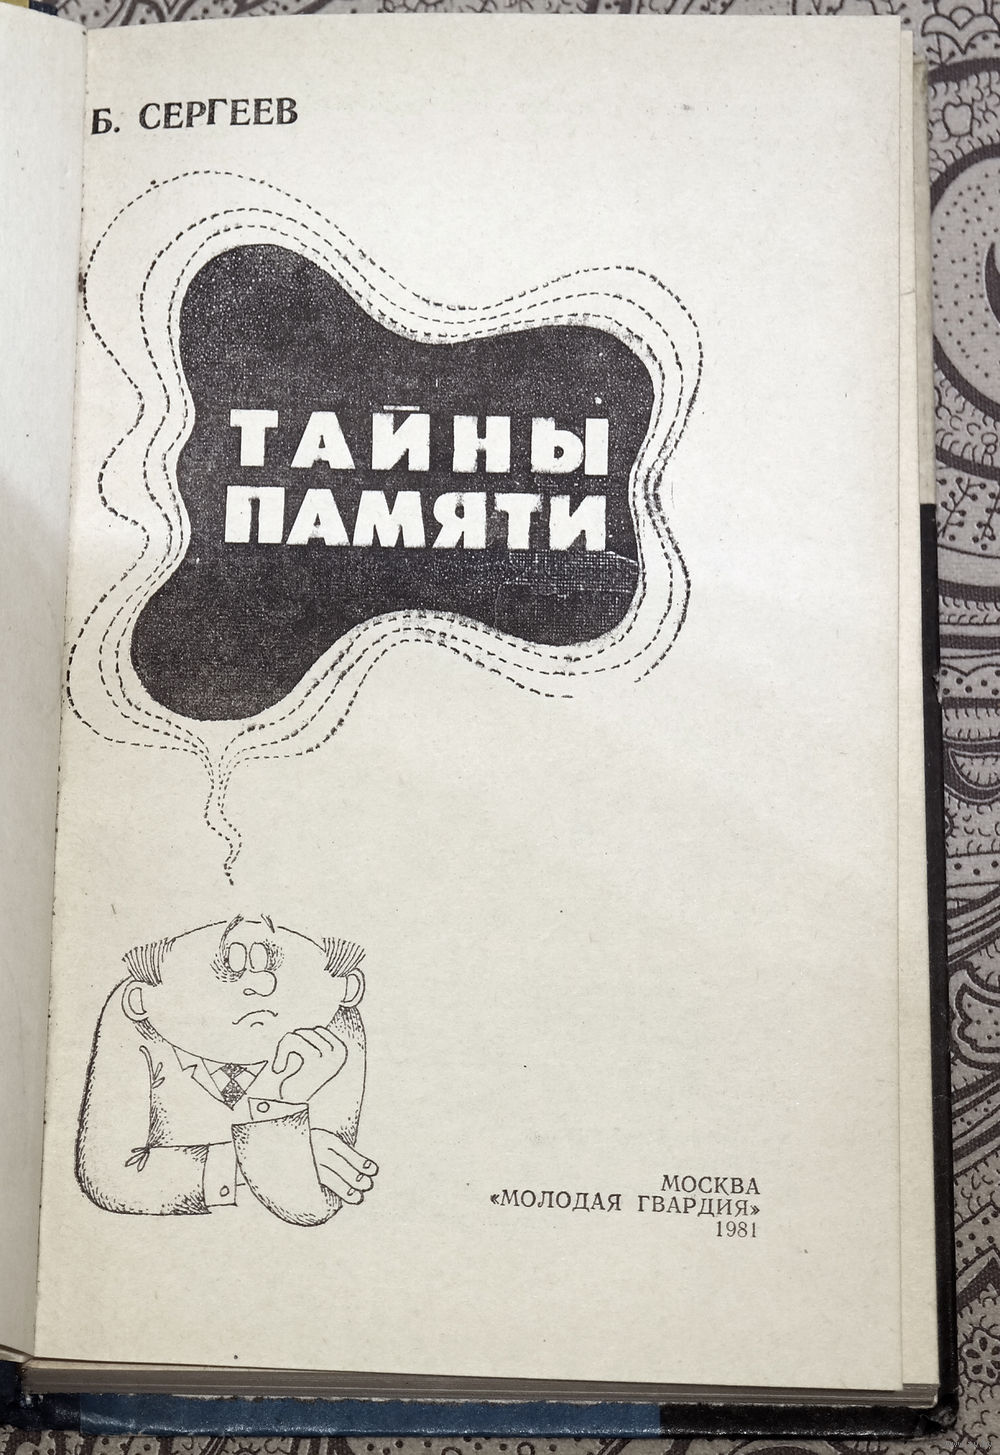 Б. СЕРГЕЕВ
ТАЙНЫ
ПАМЯТИ
МОСКВА
«МОЛОДАЯ ГВАРДИЯ»
1981